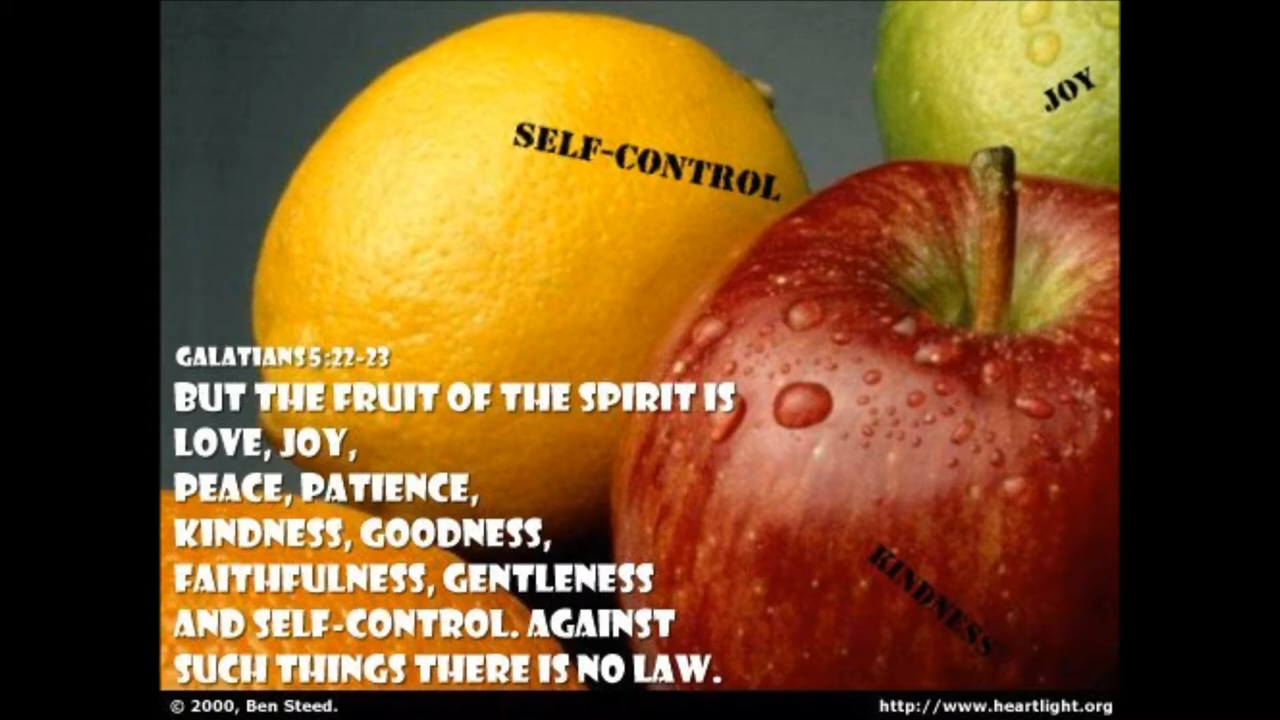 JOY
SELF-CONTROL
GALATIANS 5:22-23
BUT THE FRUIT OF THE SPIRIT IS
LOVE, JOY,
PEACE, PATIENCE,
KINDNESS, GOODNESS,
FAITHFULNESS, GENTLENESS
AND SELF-CONTROL. AGAINST
SUCH THINGS THERE IS NO LAW.
KINDNESS
© 2000, Ben Steed.
http://www.heartlight.org